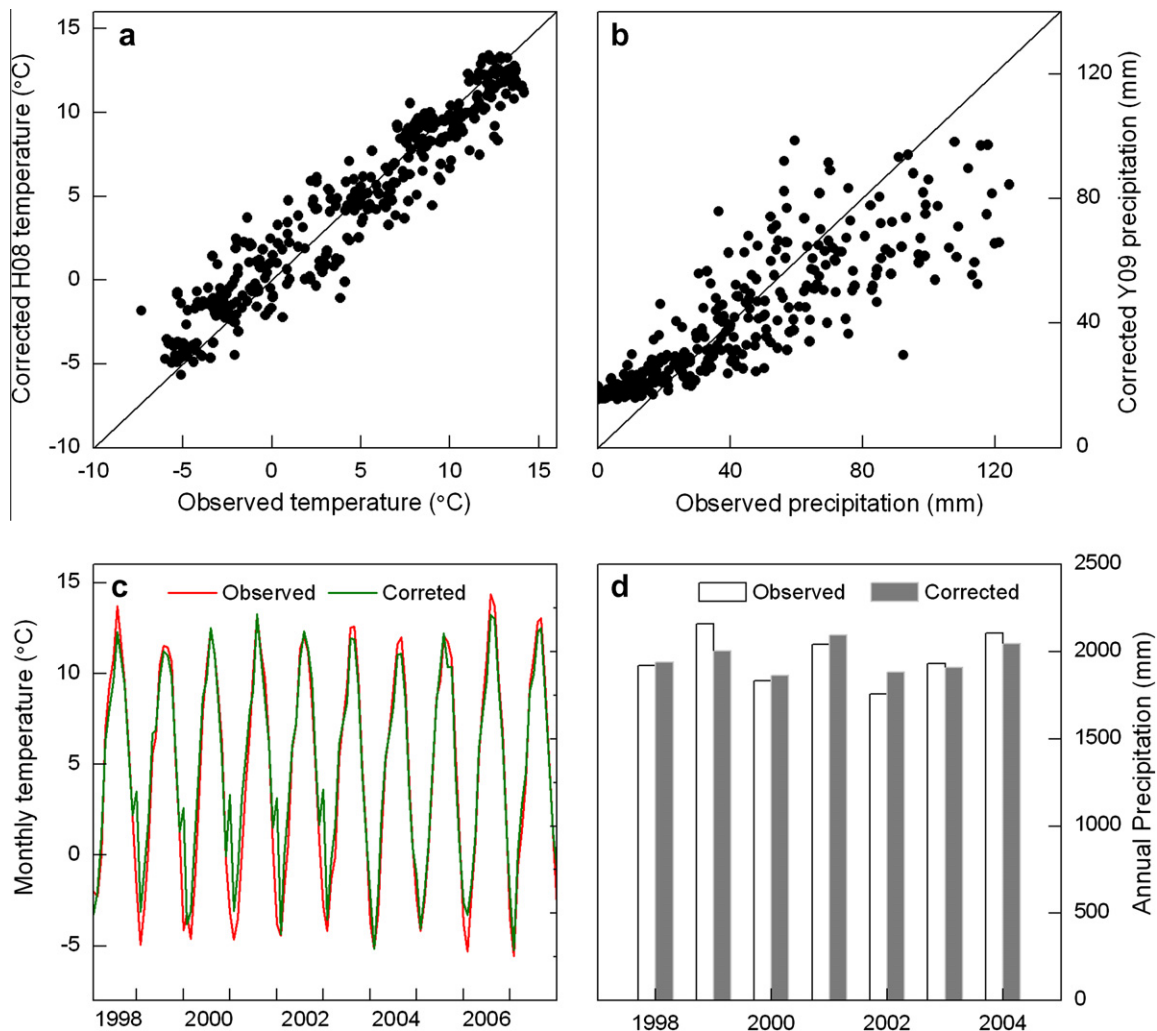 a
15
10
5
0
-5
-10
Corrected H08 temperature (°C)
-10 -5 0 5 10 15
Observed temperature (°C)
b
120
80
40
0
Corrected Y09 precipitation (mm)
0 40 80 120
Observed precipitation (mm)
c
Observed Correted
15
10
5
0
-5
Monthly temperature (°C)
1998 2000 2002 2004 2006
d
Observed Corrected
2500
2000
1500
1000
500
0
Annual Precipitation (mm)
1998 2000 2002 2004